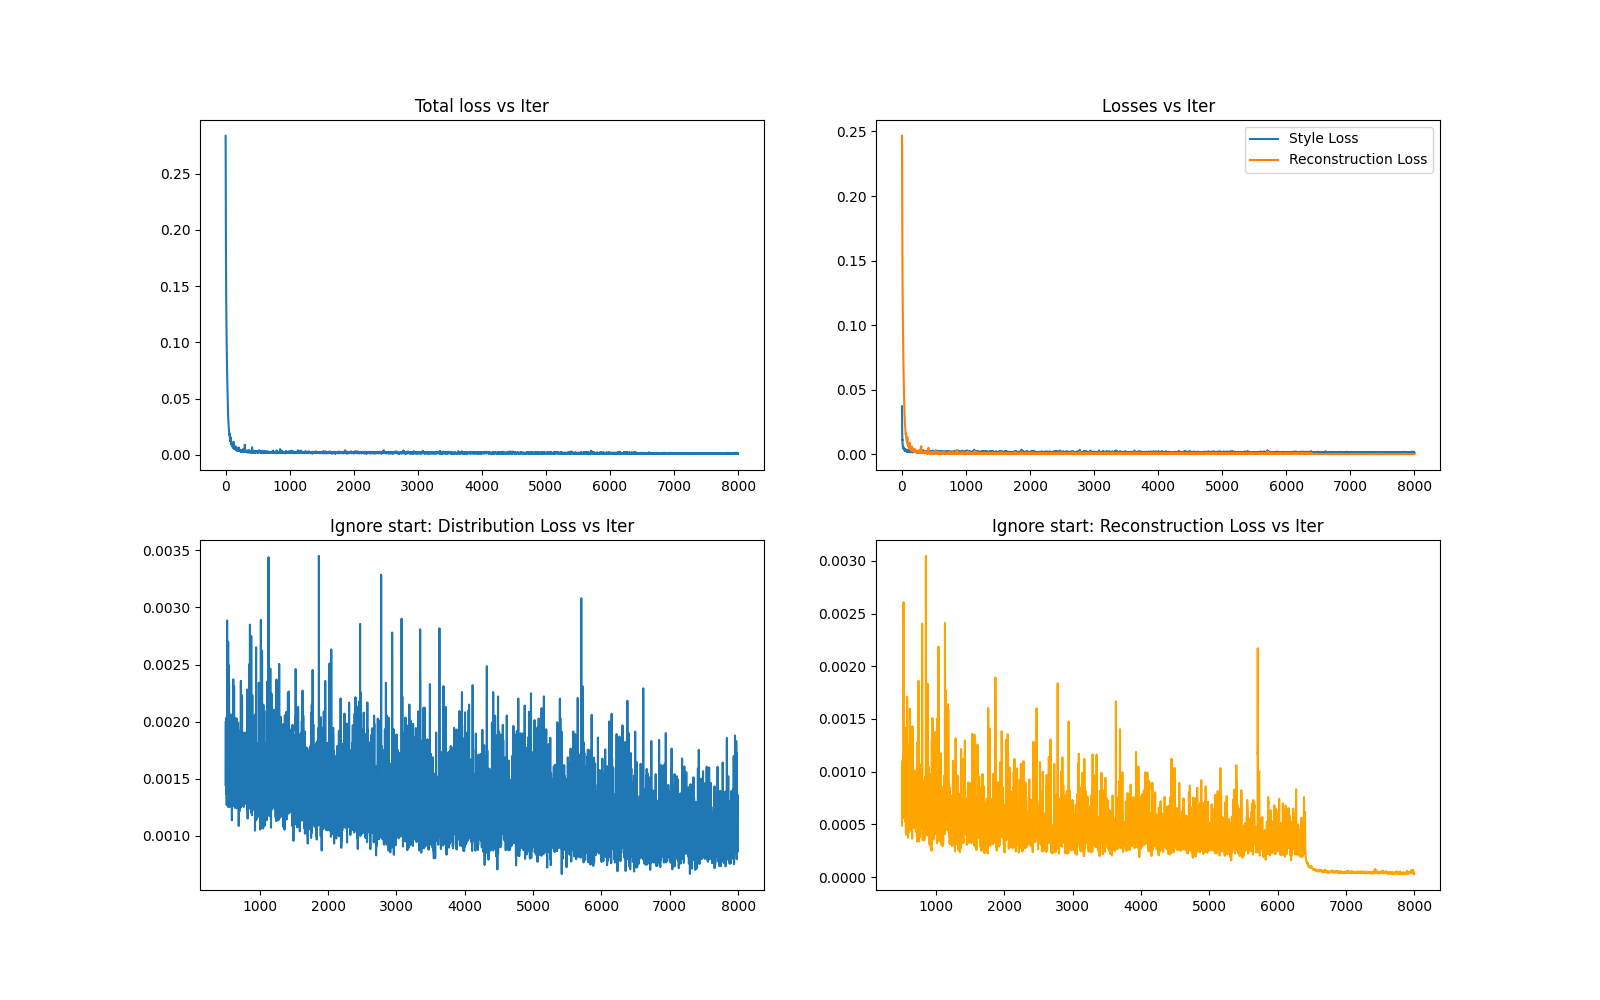 Total loss vs Iter
0.25
0.20
0.15
0.10
0.05
0.00
0 1000 2000 3000 4000 5000 6000 7000 8000
Losses vs Iter
Style Loss
Reconstruction Loss
0.25
0.20
0.15
0.10
0.05
0.00
0 1000 2000 3000 4000 5000 6000 7000 8000
Ignore start: Distribution Loss vs Iter
0.0035
0.0030
0.0025
0.0020
0.0015
0.0010
1000 2000 3000 4000 5000 6000 7000 8000
Ignore start: Reconstruction Loss vs Iter
0.0030
0.0025
0.0020
0.0015
0.0010
0.0005
0.0000
1000 2000 3000 4000 5000 6000 7000 8000